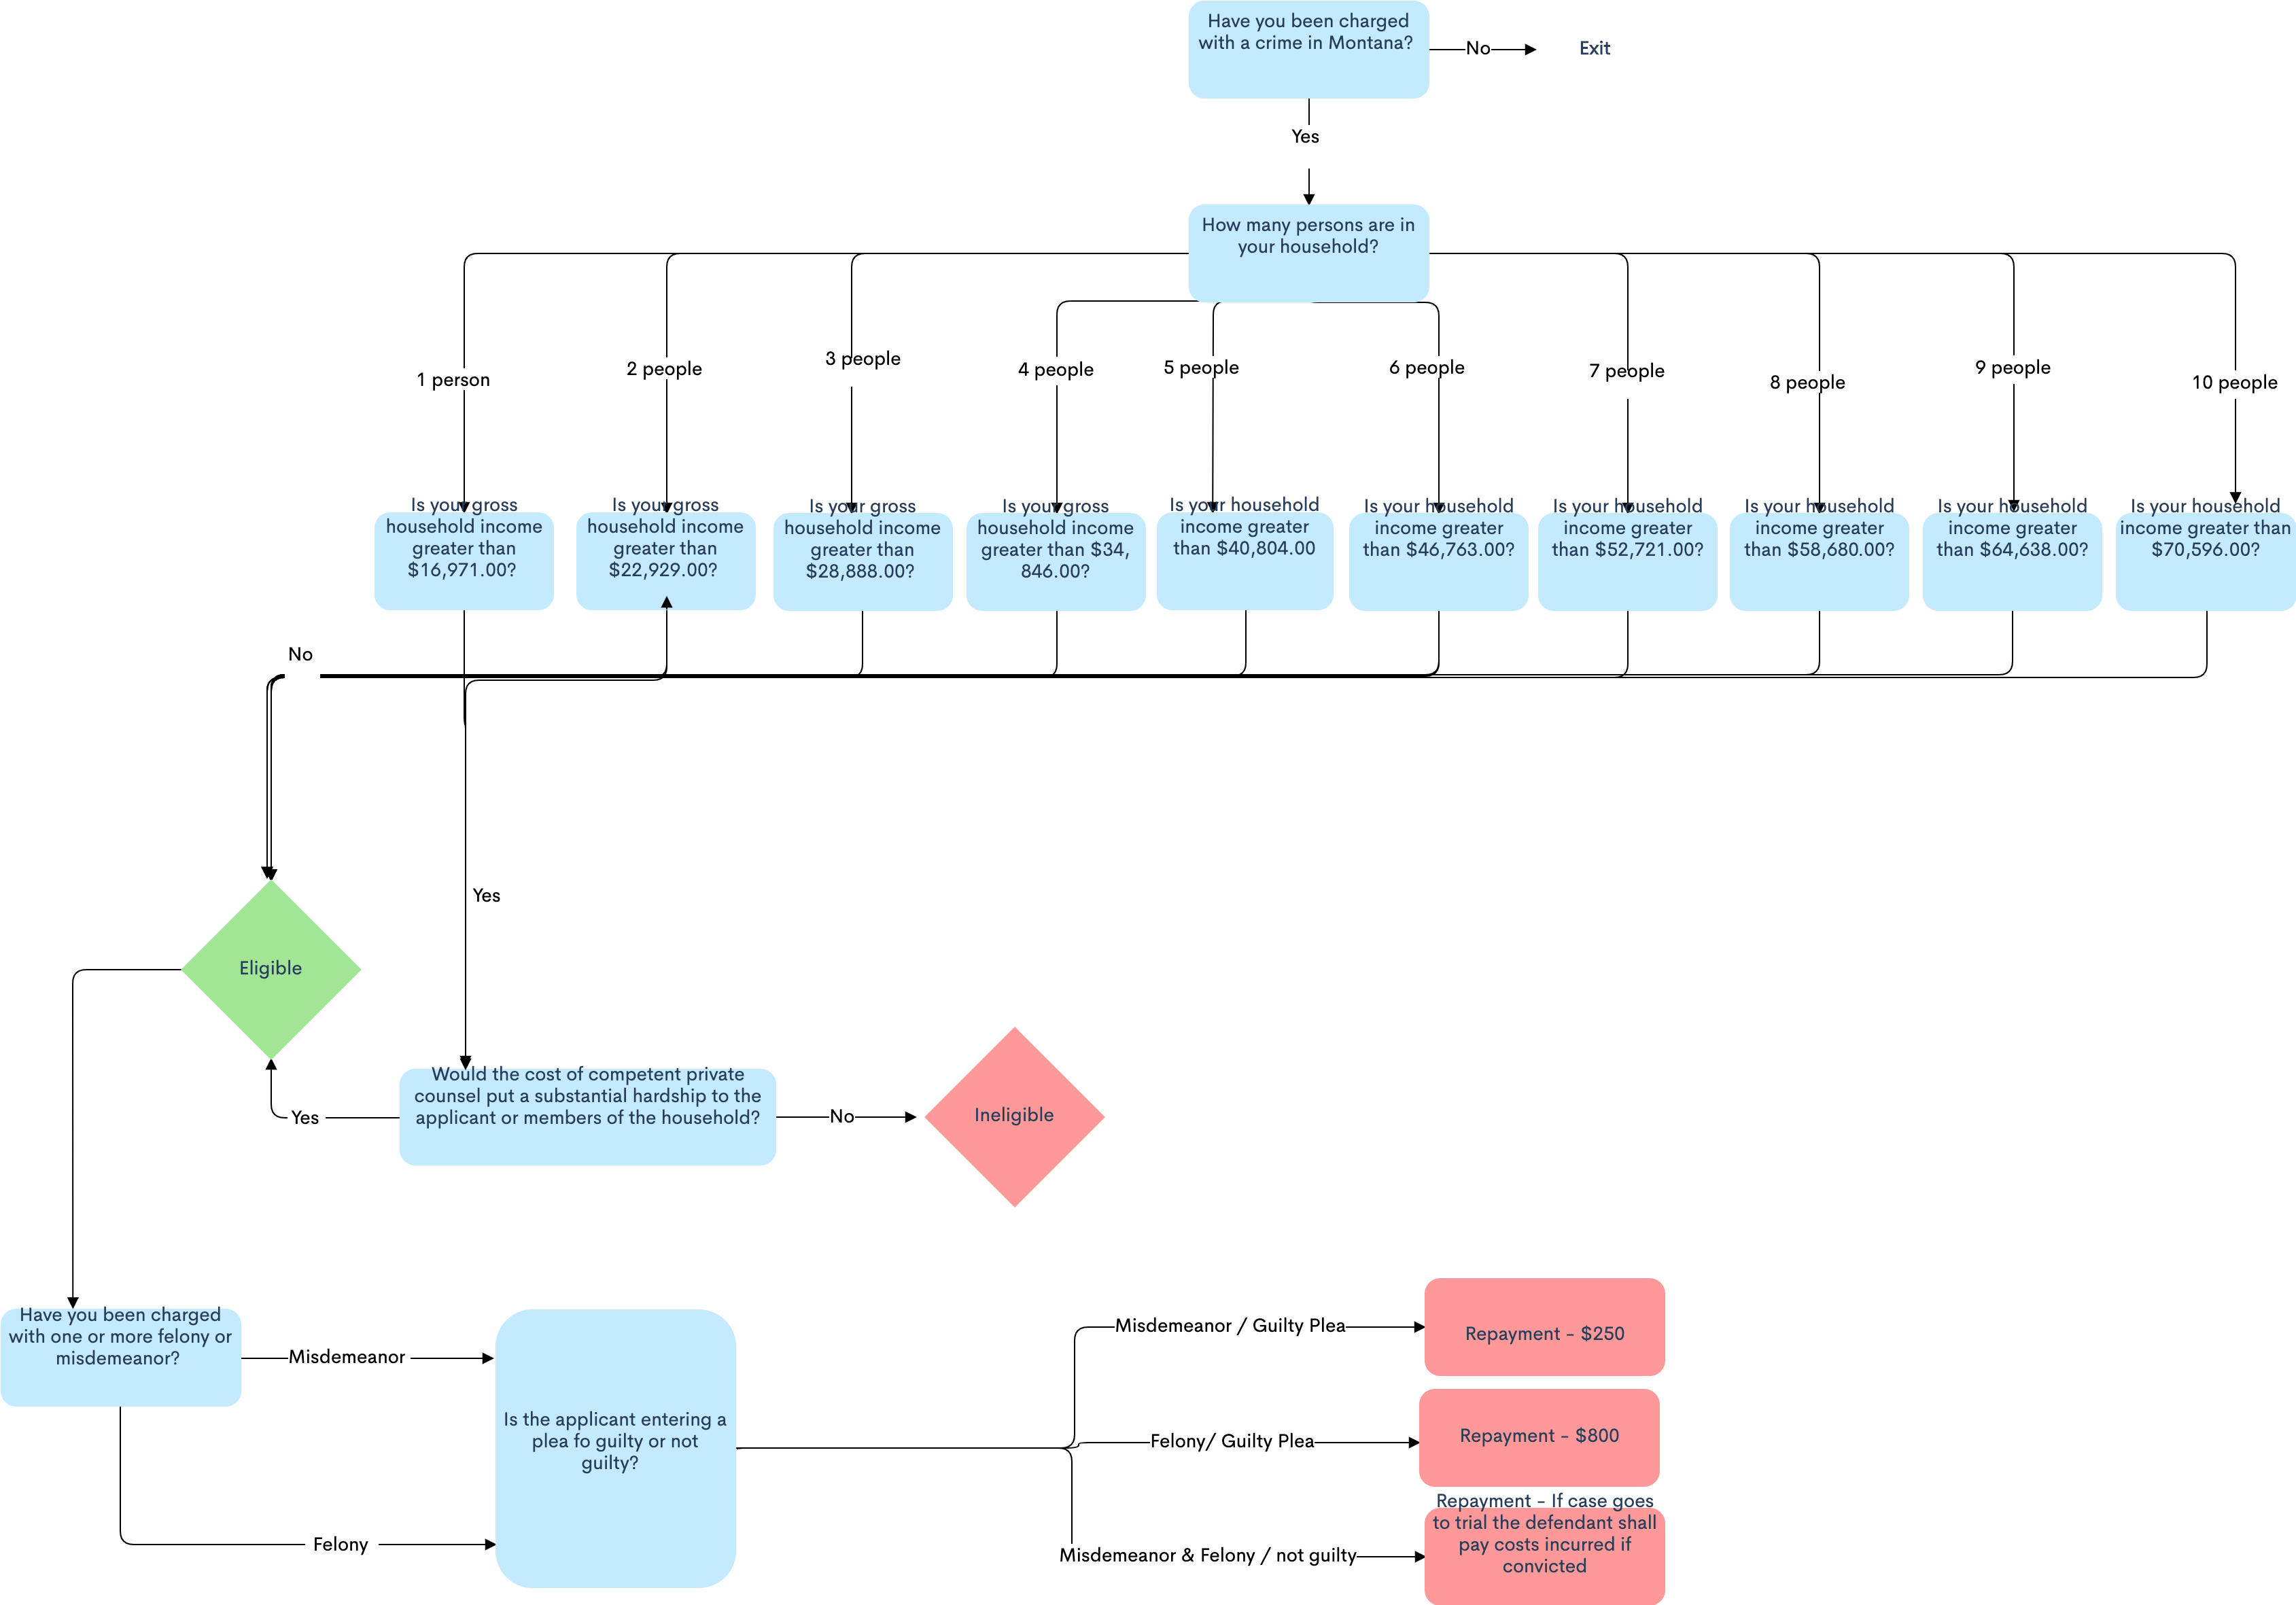 Have you been charged
with a crime in Montana?
No
Exit
Yes
How many persons are in
your household?
1 person
2 people
3 people
4 people
5 people
6 people
7 people
8 people
9 people
10 people
Is your gross
household income
greater than
$16,971.00?
Is your gross
household income
greater than
$22,929.00?
Is your gross
household income
greater than
$28,888.00?
Is your gross
household income
greater than $34,
846.00?
Is your household
income greater
than $40,804.00
Is your household
income greater
than $46,763.00?
Is your household
income greater
than $52,721.00?
Is your household
income greater
than $58,680.00?
Is your household
income greater
than $64,638.00?
Is your household
income greater than
$70,596.00?
No
Yes
Eligible
Would the cost of competent private
counsel put a substantial hardship to the
applicant or members of the household?
Yes
No
Ineligible
Have you been charged
with one or more felony or
misdemeanor?
Misdemeanor
Felony
Is the applicant entering a
plea fo guilty or not
guilty?
Misdemeanor / Guilty Plea
Repayment - $250
Felony/ Guilty Plea
Repayment - $800
Misdemeanor & Felony / not guilty
Repayment - If case goes
to trial the defendant shall
pay costs incurred if
convicted